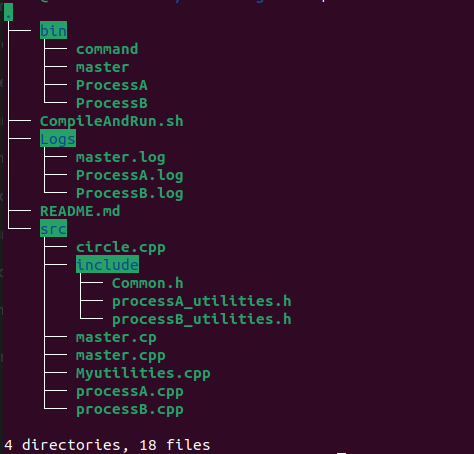 .
├── bin
│   ├── command
│   ├── master
│   ├── ProcessA
│   └── ProcessB
├── CompileAndRun.sh
├── Logs
│   ├── master.log
│   ├── ProcessA.log
│   └── ProcessB.log
├── README.md
└── src
    ├── circle.cpp
    ├── include
    │   ├── Common.h
    │   ├── processA_utilities.h
    │   └── processB_utilities.h
    ├── master.cp
    ├── master.cpp
    ├── Myutilities.cpp
    ├── processA.cpp
    └── processB.cpp
4 directories, 18 files